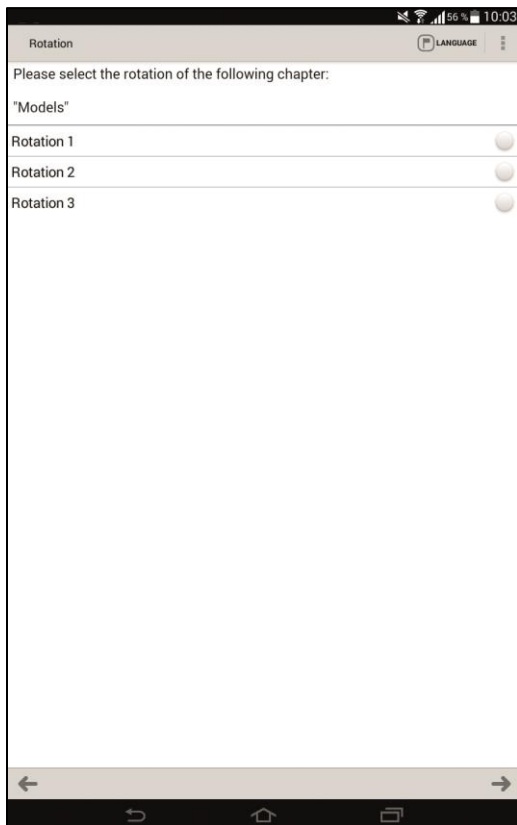 56 % 10:03
Rotation LANGUAGE
Please select the rotation of the following chapter:
"Models"
Rotation 1
Rotation 2
Rotation 3